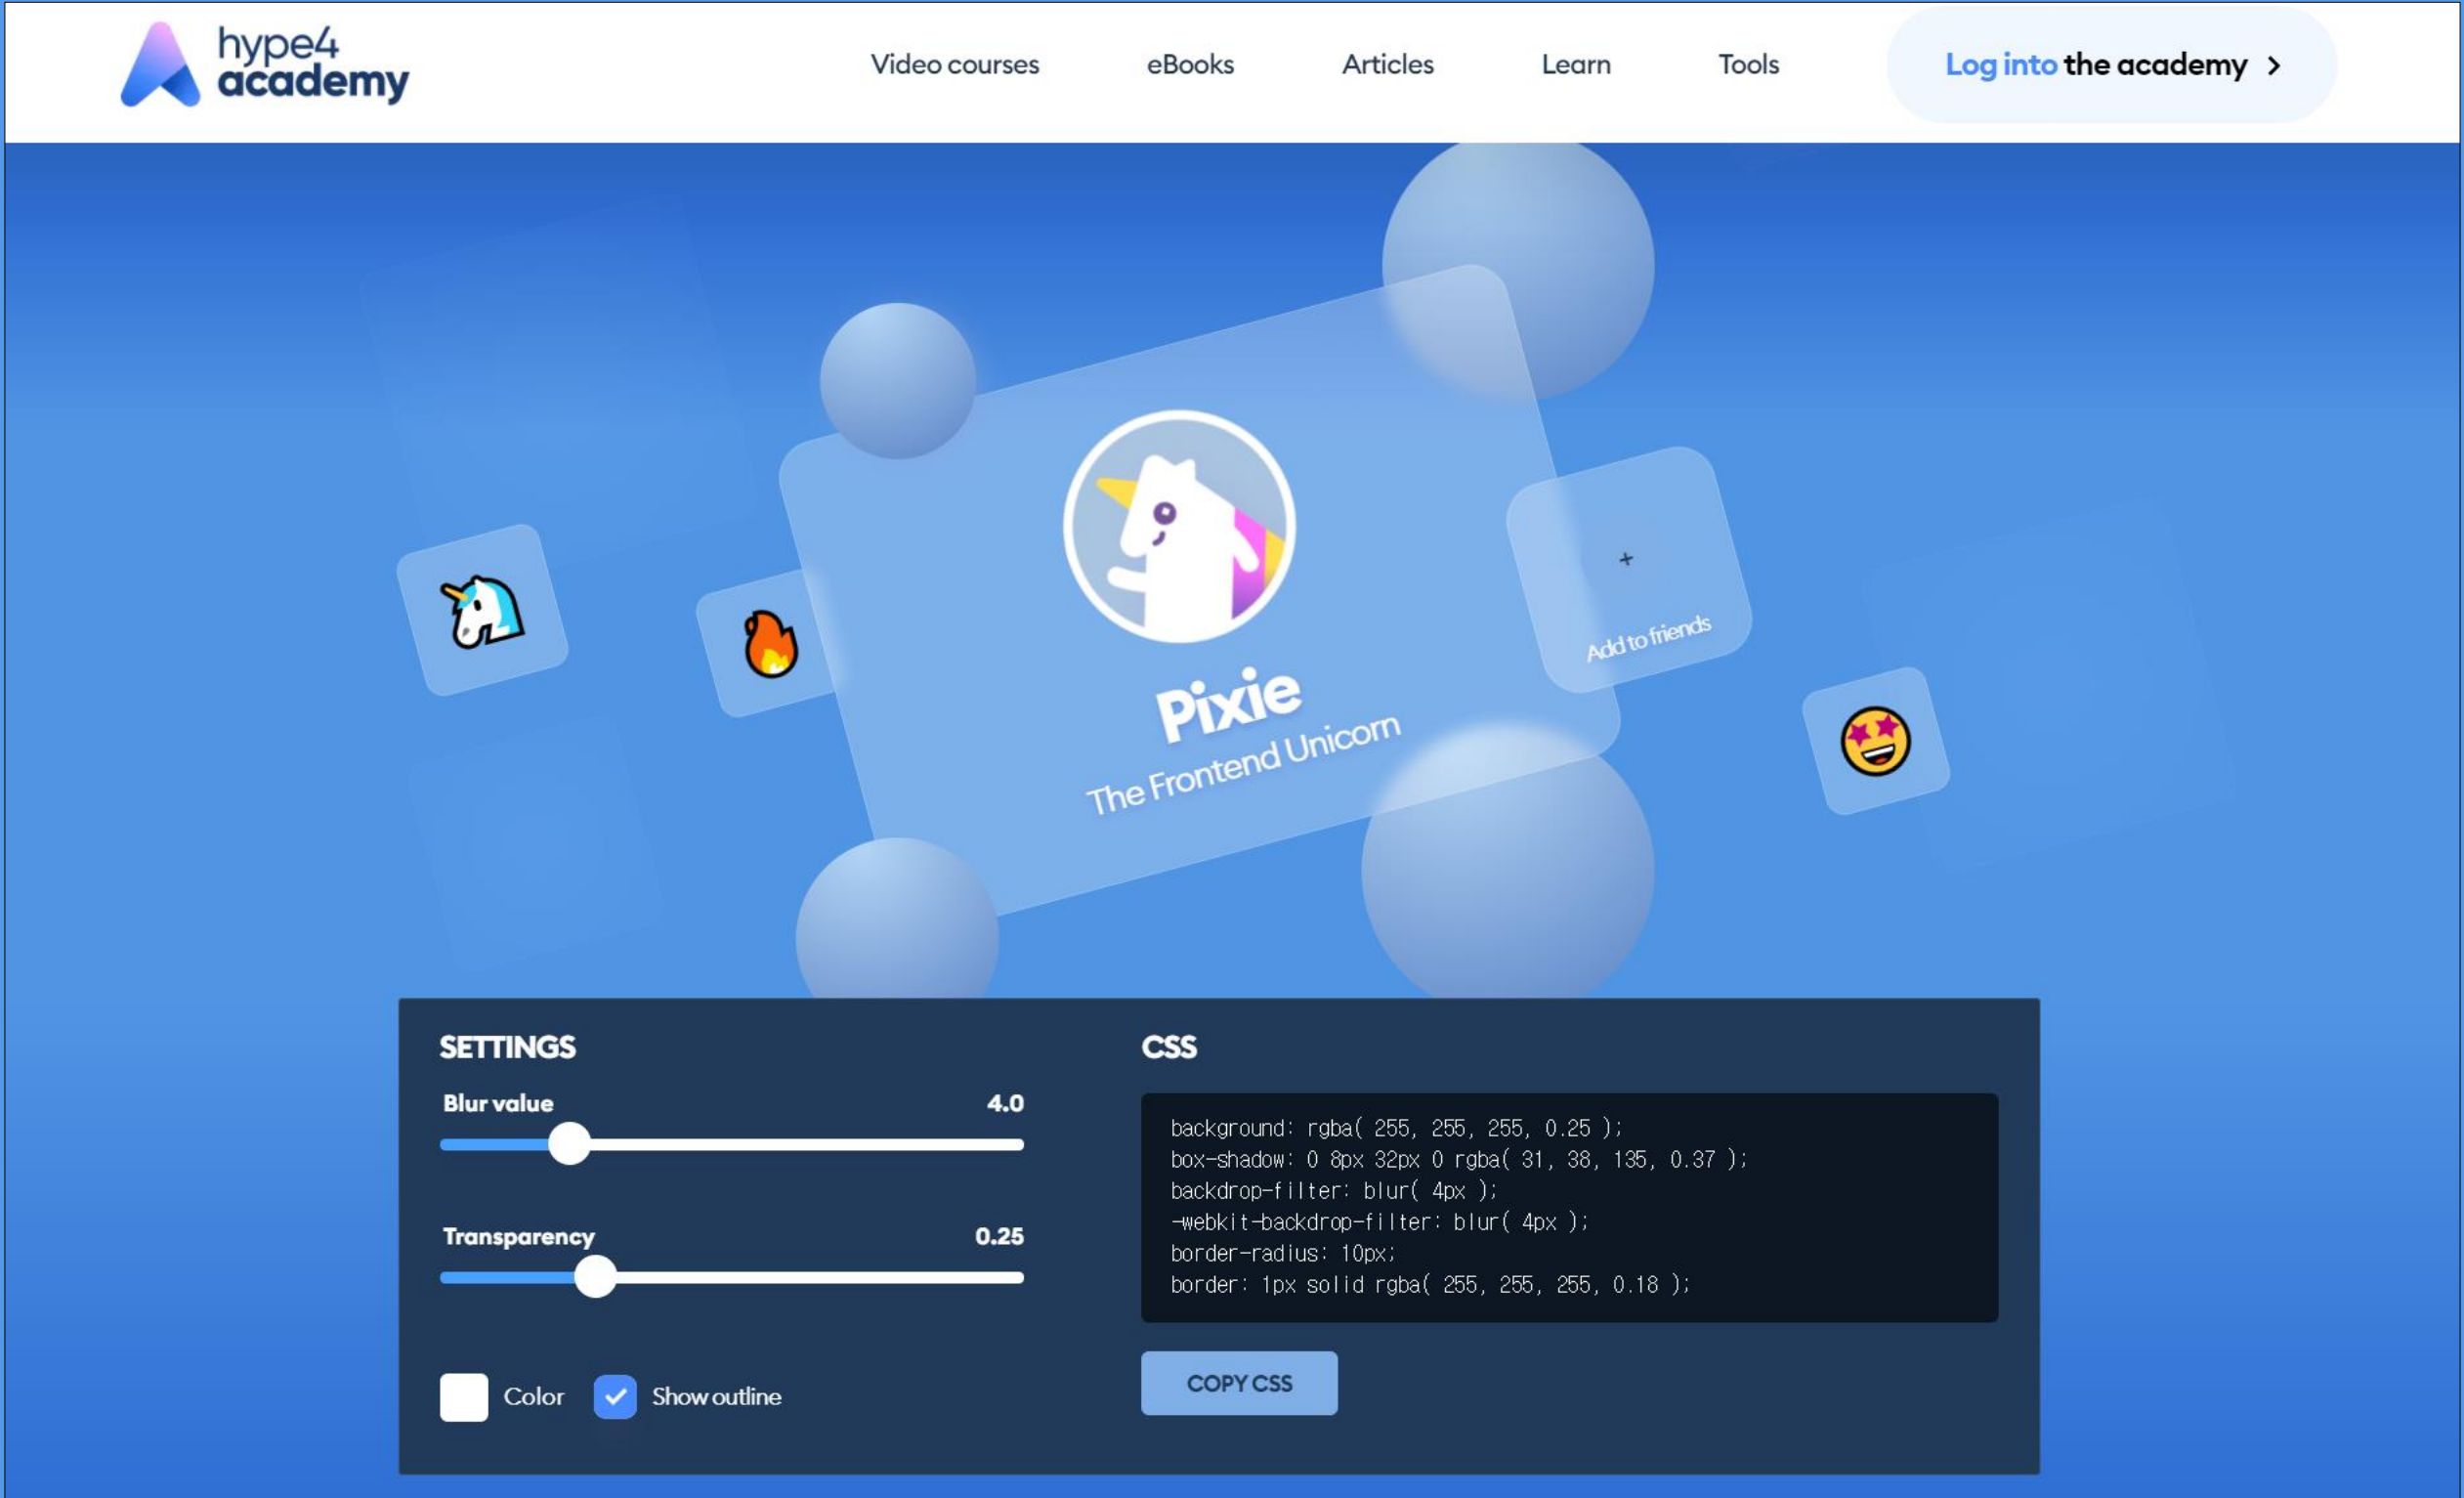 hype4
academy
Video courses
eBooks
Articles
Learn
Tools
Log into the academy >
Pixie
The Frontend Unicorn
+
Add to friends
SETTINGS
Blur value 4.0
Transparency 0.25
Color
Show outline
CSS
background: rgba( 255, 255, 255, 0.25 );
box-shadow: 0 8px 32px 0 rgba( 31, 38, 135, 0.37 );
backdrop-filter: blur( 4px );
-webkit-backdrop-filter: blur( 4px );
border-radius: 10px;
border: 1px solid rgba( 255, 255, 255, 0.18 );
COPY CSS